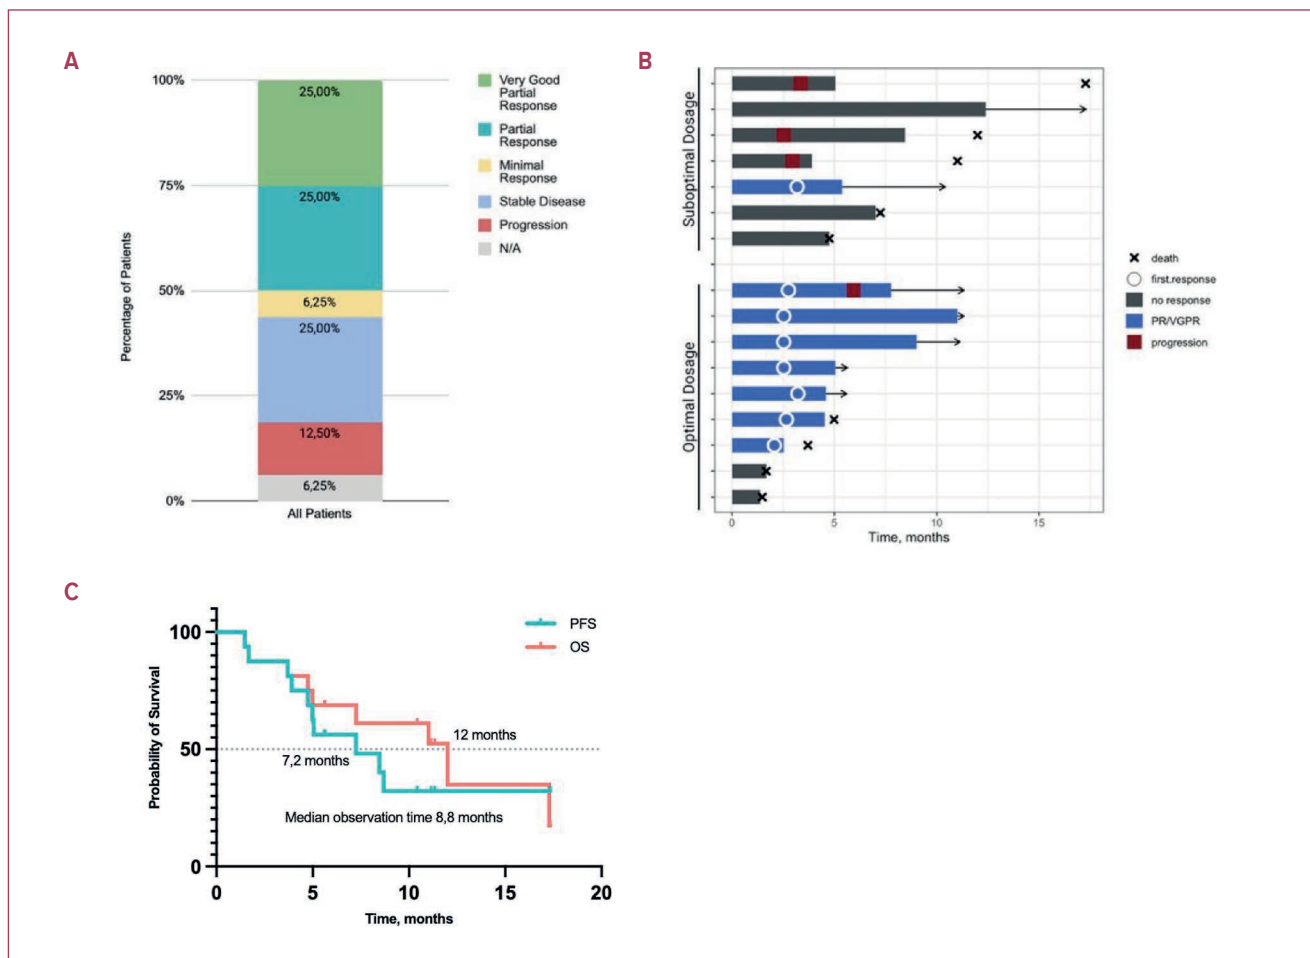 A
100%
75%
50%
25%
0%
Percentage of Patients
25,00%
25,00%
6,25%
25,00%
12,50%
6,25%
All Patients
Very Good
Partial
Response
Partial
Response
Minimal
Response
Stable Disease
Progression
N/A
B
Suboptimal Dosage
Optimal Dosage
0
5
10
15
Time, months
death
first.response
no response
PR/VGPR
progression
C
Probability of Survival
100
50
0
PFS
OS
12 months
7,2 months
Median observation time 8,8 months
0
5
10
15
20
Time, months